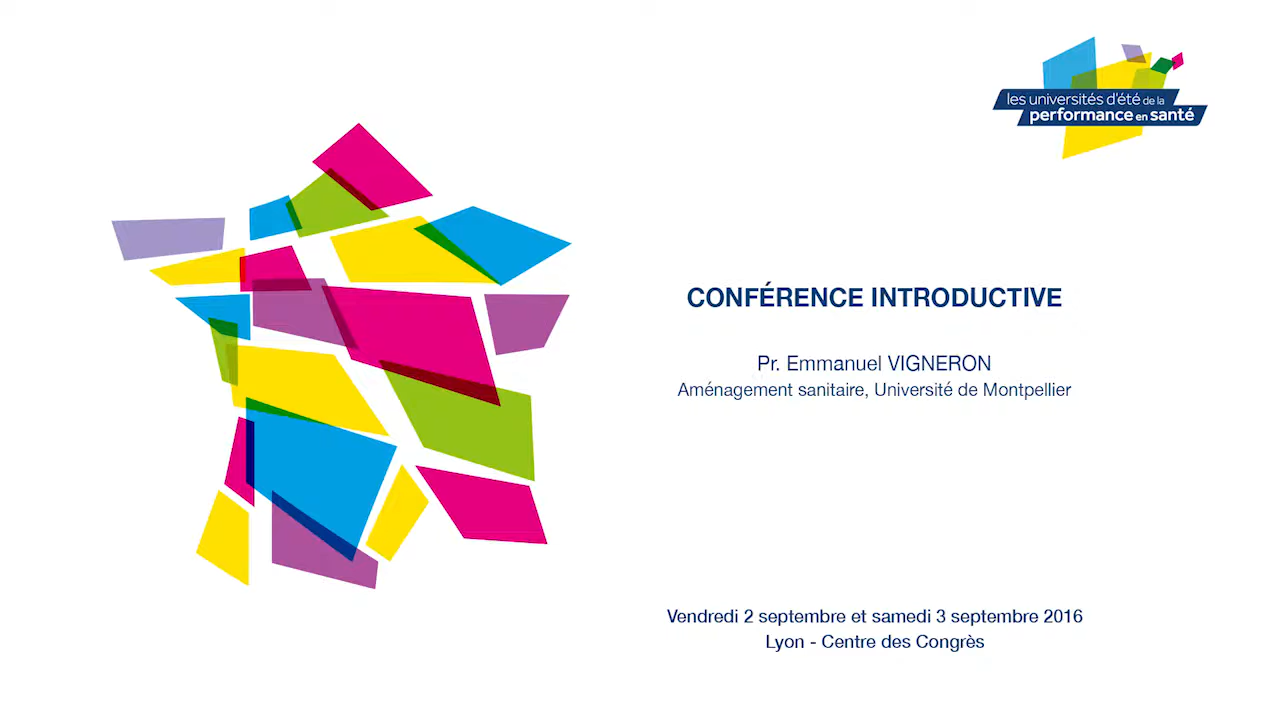 les universités d'été de la
performance en santé
CONFÉRENCE INTRODUCTIVE
Pr. Emmanuel VIGNERON
Aménagement sanitaire, Université de Montpellier
Vendredi 2 septembre et samedi 3 septembre 2016
Lyon - Centre des Congrès